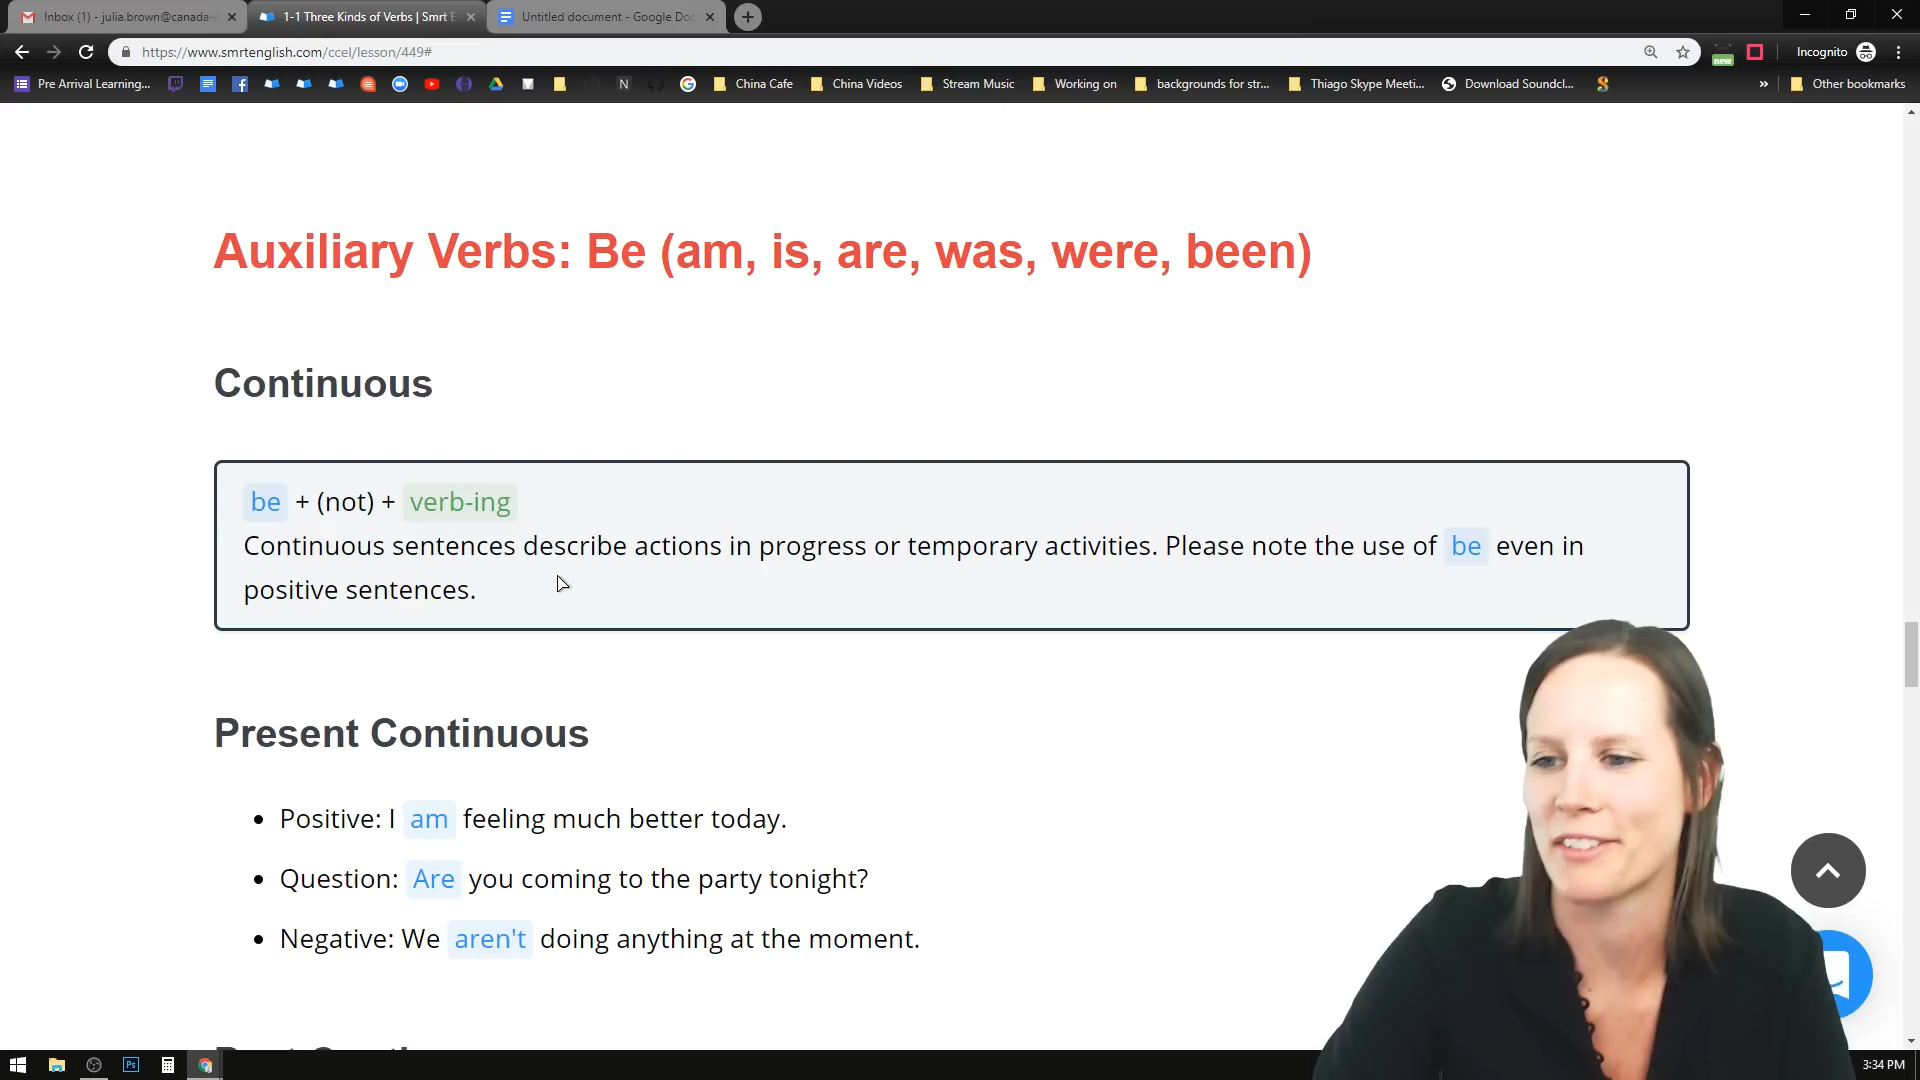 Inbox (1) - julia.brown@canada-
1-1 Three Kinds of Verbs | Smrt E
Untitled document - Google Doc
https://www.smrtenglish.com/ccel/lesson/449#
new
Incognito
Pre Arrival Learning...
N
China Cafe
China Videos
Stream Music
Working on
backgrounds for str...
Thiago Skype Meeti...
Download Soundcl...
»
Other bookmarks
Auxiliary Verbs: Be (am, is, are, was, were, been)
Continuous
be + (not) + verb-ing
Continuous sentences describe actions in progress or temporary activities. Please note the use of be even in
positive sentences.
Present Continuous
• Positive: I am feeling much better today.
• Question: Are you coming to the party tonight?
• Negative: We aren't doing anything at the moment.
Ps
3:34 PM